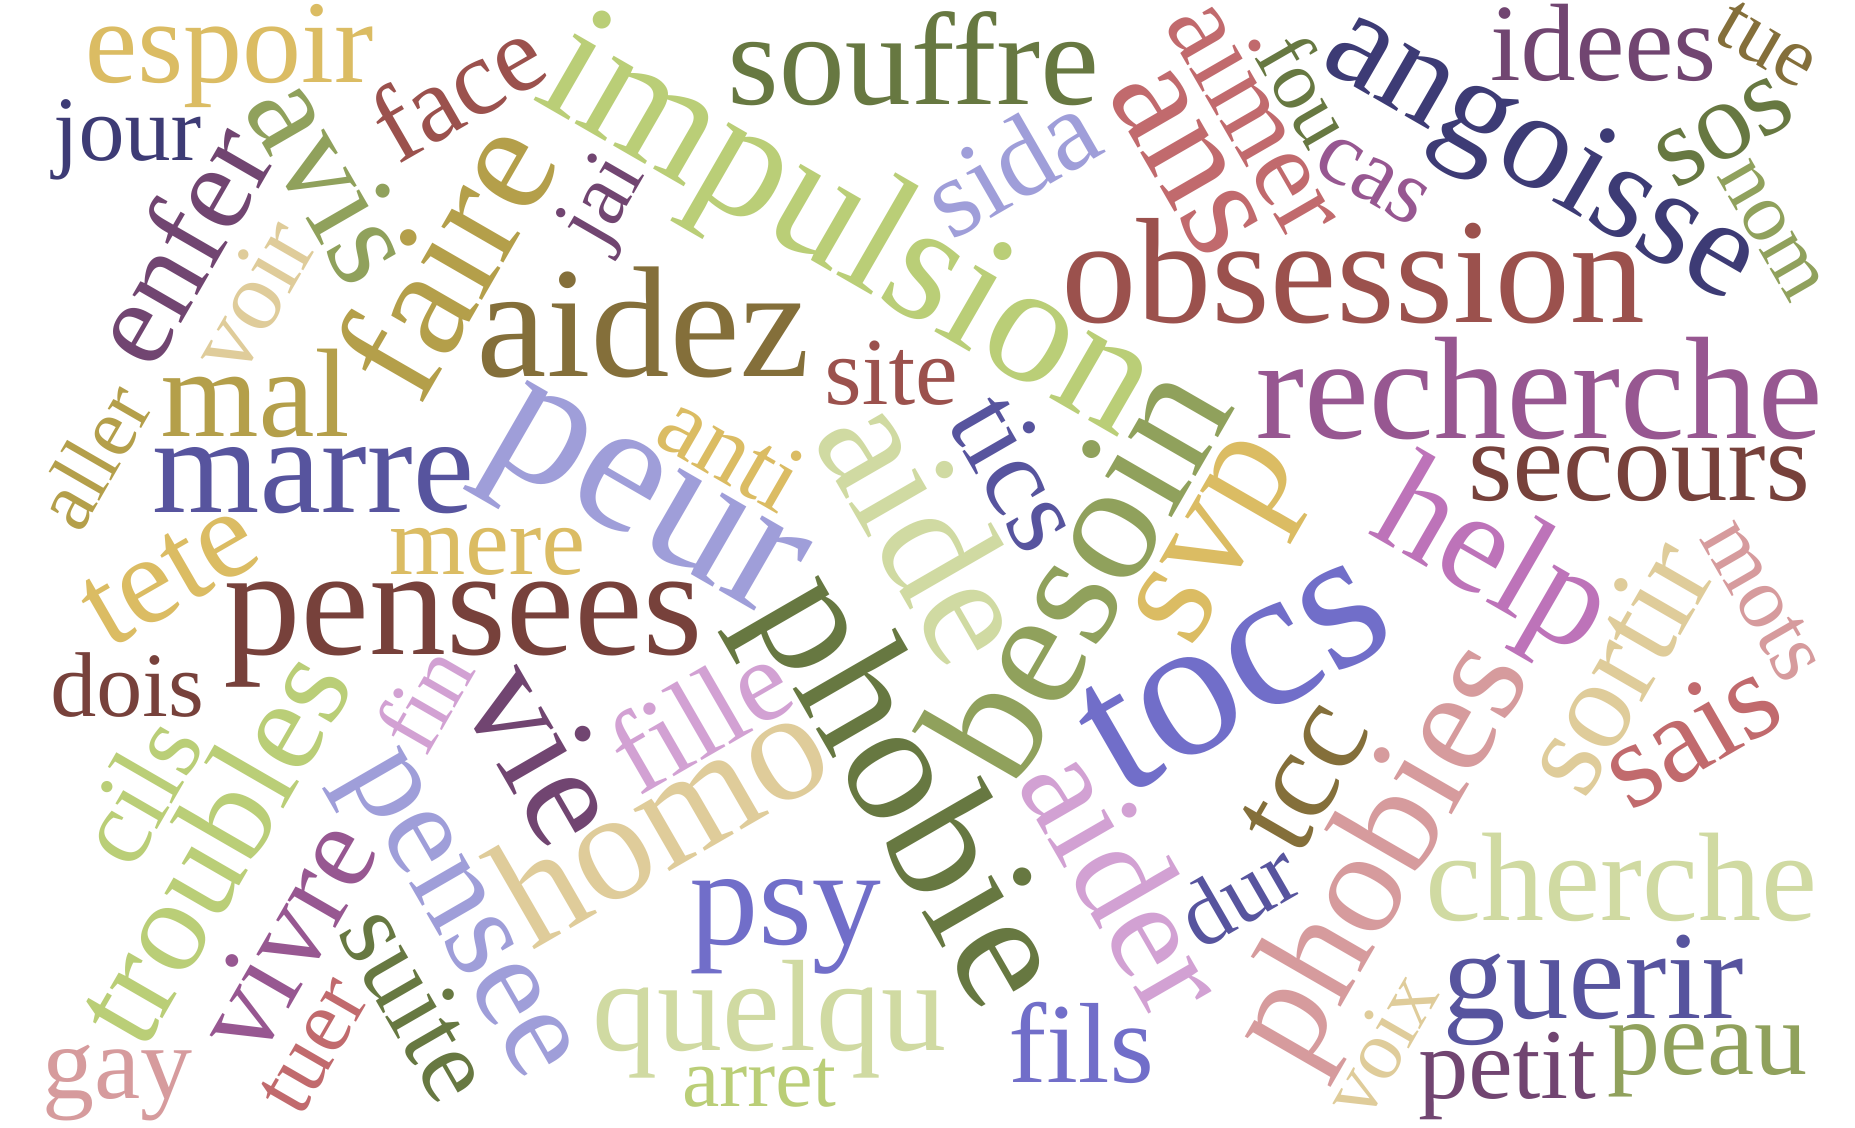 espoir
face
impulsion
souffre
aimer
fou
angoisse
idees
tue
jour
avis
enfer
faire
jai
sida
ans
cas
sos
nom
voir
aidez
obsession
mal
site
recherche
aller
marre
peur
anti
aide
tics
besoin
svp
help
secours
tete
mere
pensees
phobie
tocs
sortir
mots
dois
troubles
fin
vie
fille
homo
tcc
phobies
sais
cils
pensee
aider
dur
cherche
vivre
suite
psy
quelqu
guerir
tuer
gay
arret
fils
voix
petit
peau